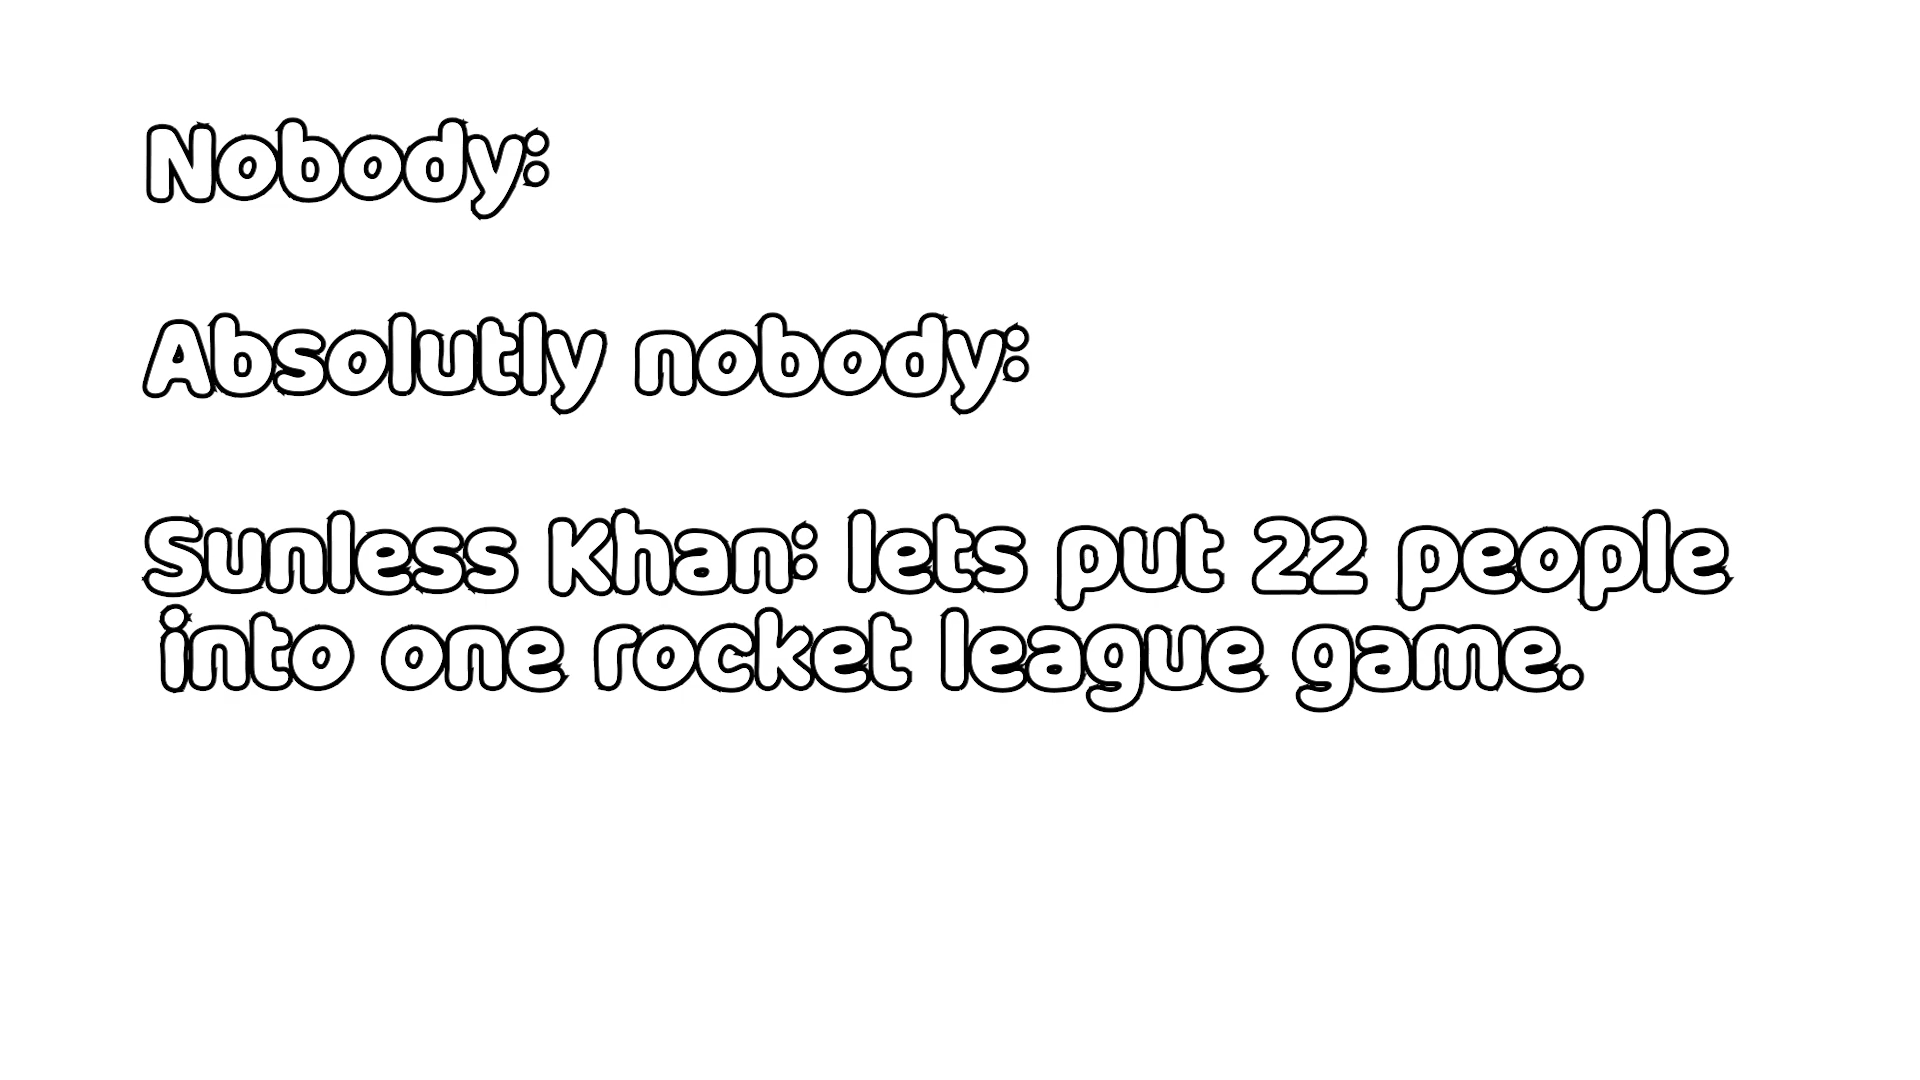 Nobody:
Absolutly nobody:
Sunless Khan: lets put 22 people
into one rocket league game.